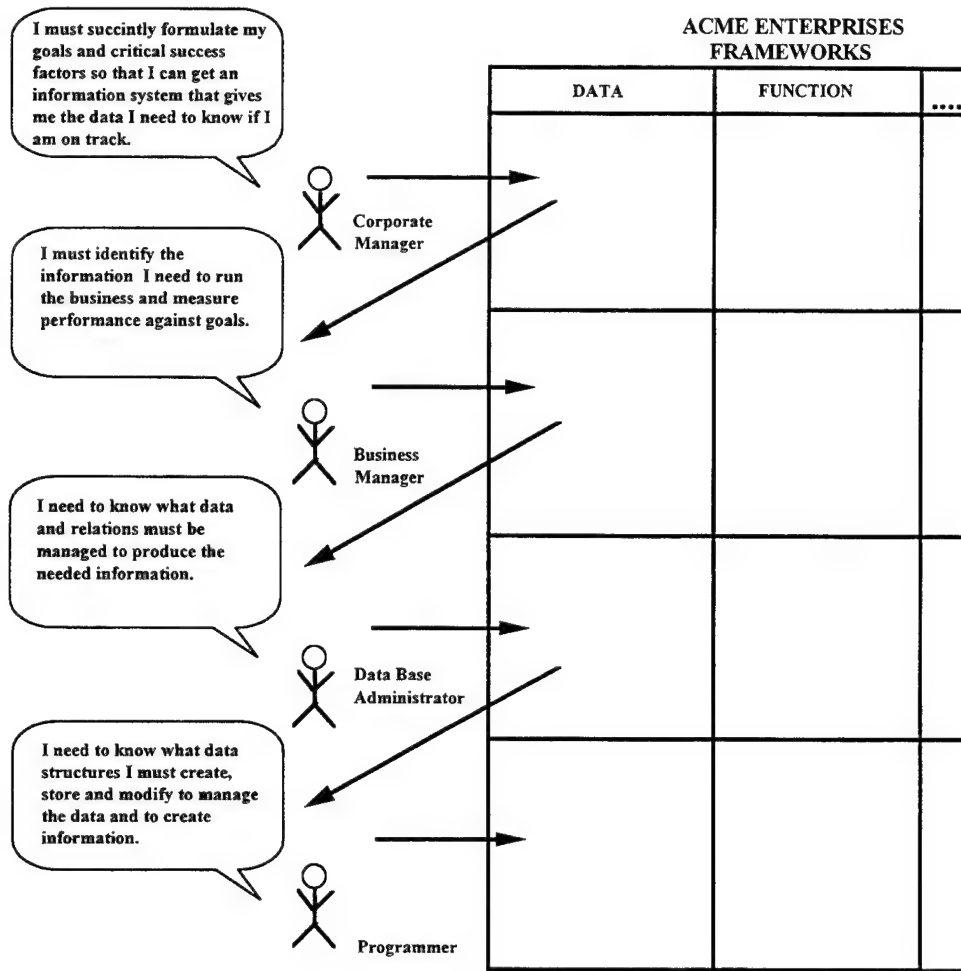 I must succintly formulate my
goals and critical success
factors so that I can get an
information system that gives
me the data I need to know if I
am on track.
Corporate
Manager
I must identify the
information I need to run
the business and measure
performance against goals.
Business
Manager
I need to know what data
and relations must be
managed to produce the
needed information.
Data Base
Administrator
I need to know what data
structures I must create,
store and modify to manage
the data and to create
information.
Programmer
ACME ENTERPRISES
FRAMEWORKS
DATA FUNCTION ....